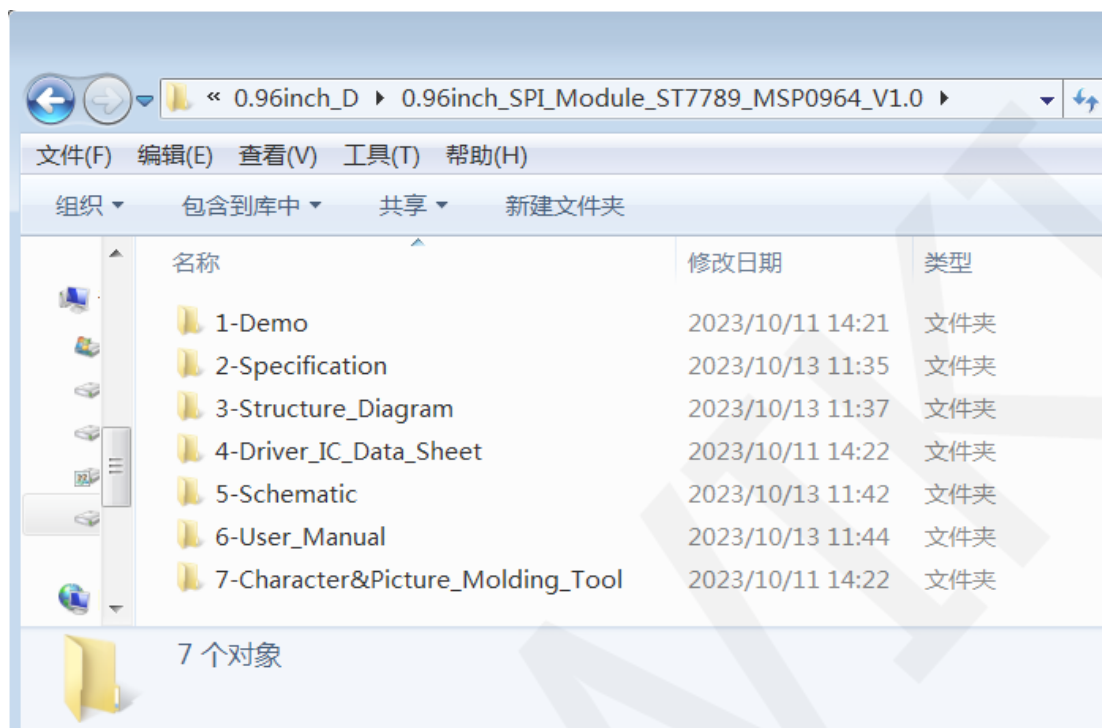 « 0.96inch_D ▸ 0.96inch_SPI_Module_ST7789_MSP0964_V1.0 ▸
文件(F) 编辑(E) 查看(V) 工具(T) 帮助(H)
组织 包含到库中 共享 新建文件夹
名称 修改日期 类型
1-Demo 2023/10/11 14:21 文件夹
2-Specification 2023/10/13 11:35 文件夹
3-Structure_Diagram 2023/10/13 11:37 文件夹
4-Driver_IC_Data_Sheet 2023/10/11 14:22 文件夹
5-Schematic 2023/10/13 11:42 文件夹
6-User_Manual 2023/10/13 11:44 文件夹
7-Character&Picture_Molding_Tool 2023/10/11 14:22 文件夹
7 个对象